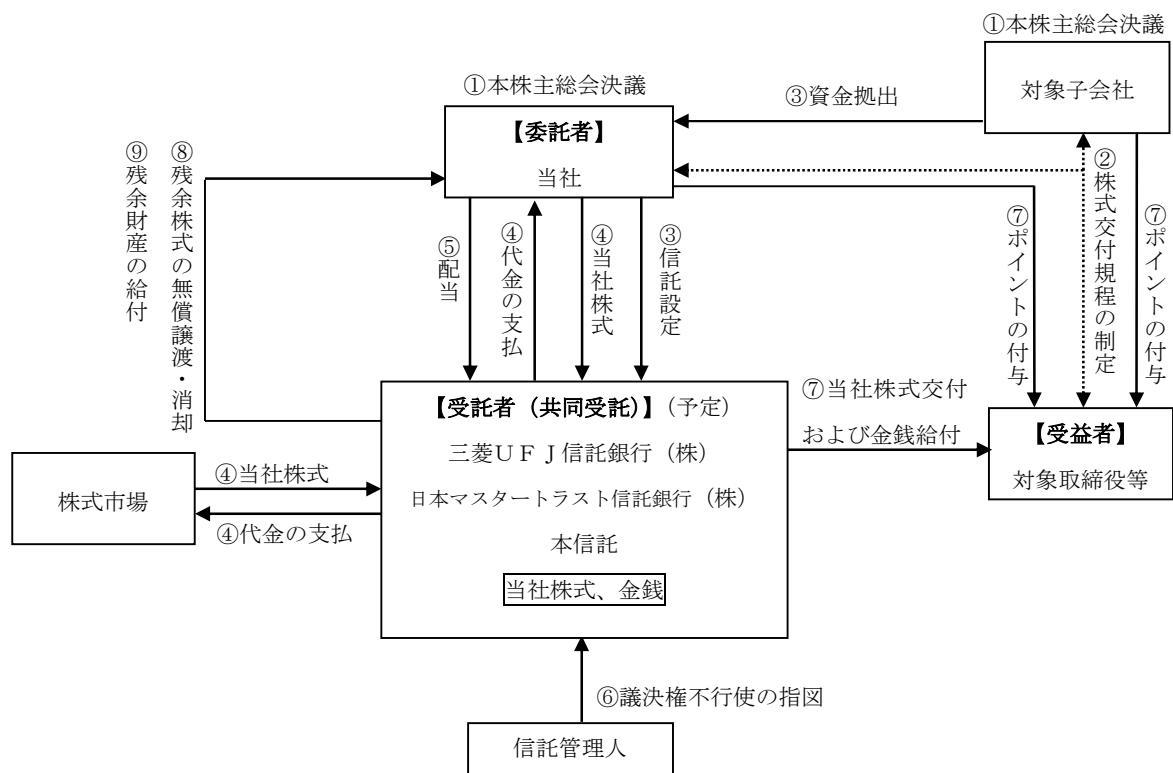 ①本株主総会決議
対象子会社
①本株主総会決議
③資金拠出
【委託者】
当社
⑨残余財産の給付
⑧残余株式の無償譲渡・消却
⑤配当
④代金の支払
④当社株式
③信託設定
⑦ポイントの付与
②株式交付規程の制定
⑦ポイントの付与
【受託者（共同受託）】（予定）
三菱ＵＦＪ信託銀行（株）
日本マスタートラスト信託銀行（株）
本信託
当社株式、金銭
⑦当社株式交付
および金銭給付
【受益者】
対象取締役等
株式市場
④当社株式
④代金の支払
⑥議決権不行使の指図
信託管理人